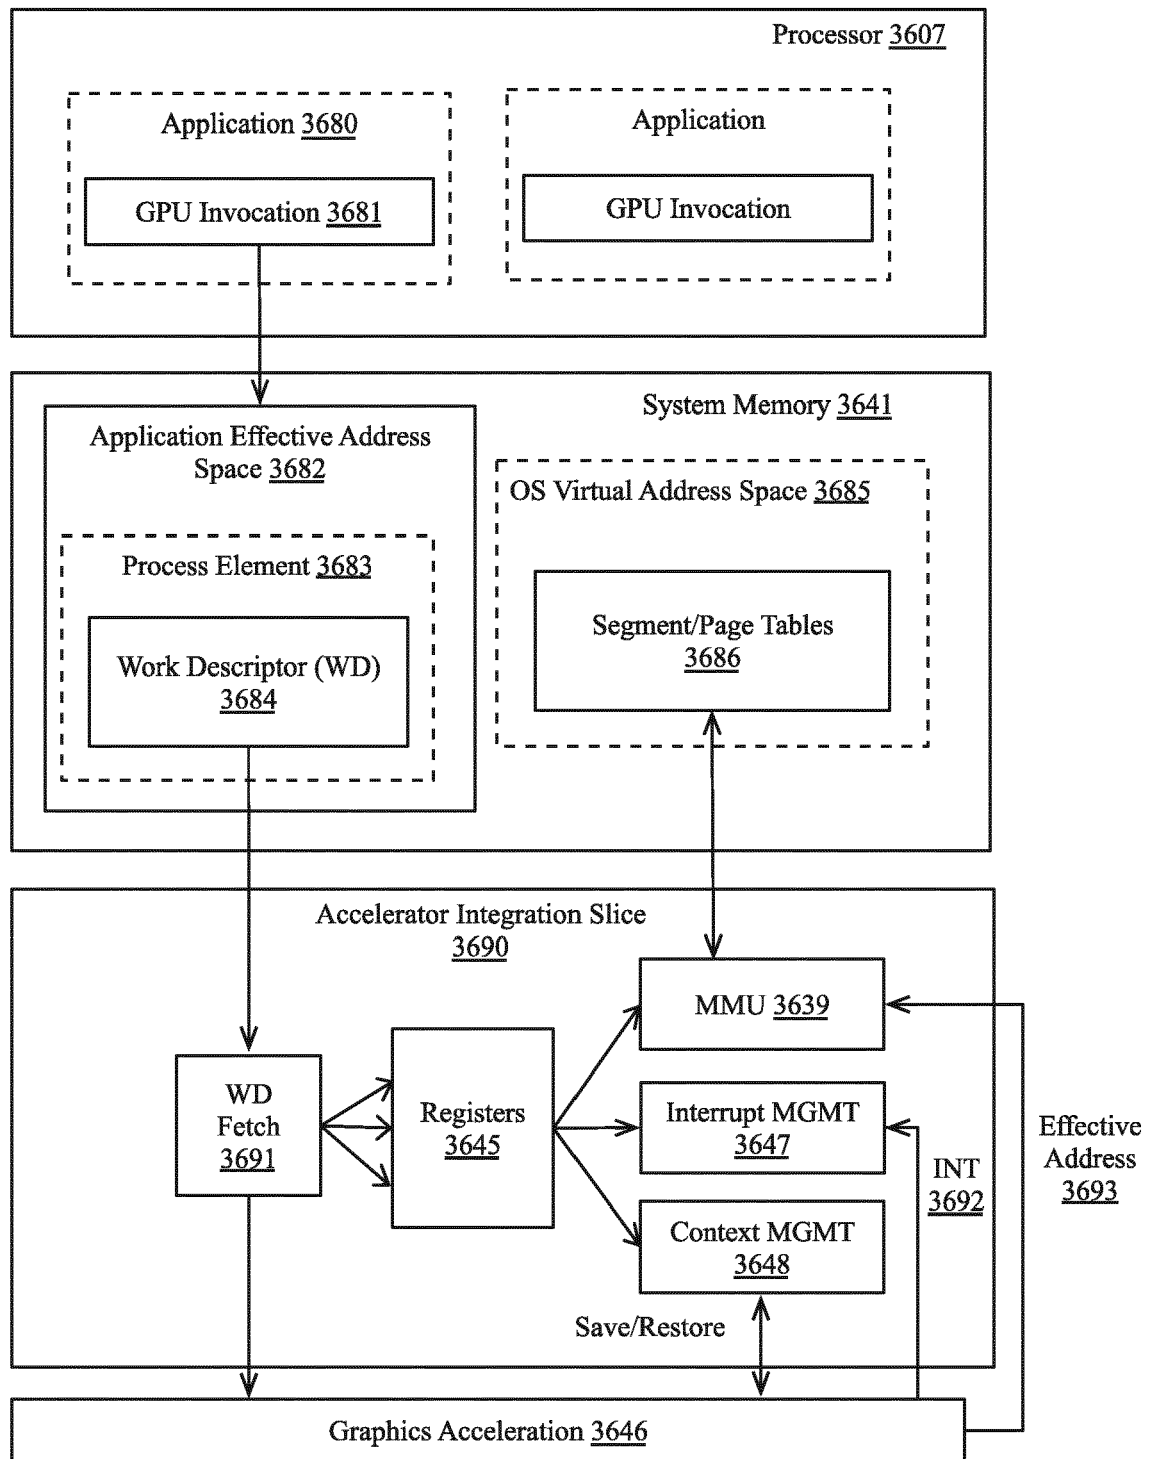 Processor 3607
Application 3680
GPU Invocation 3681
Application
GPU Invocation
System Memory 3641
Application Effective Address
Space 3682
Process Element 3683
Work Descriptor (WD)
3684
OS Virtual Address Space 3685
Segment/Page Tables
3686
Accelerator Integration Slice
3690
WD
Fetch
3691
Registers
3645
MMU 3639
Interrupt MGMT
3647
Context MGMT
3648
Save/Restore
INT
3692
Effective
Address
3693
Graphics Acceleration 3646